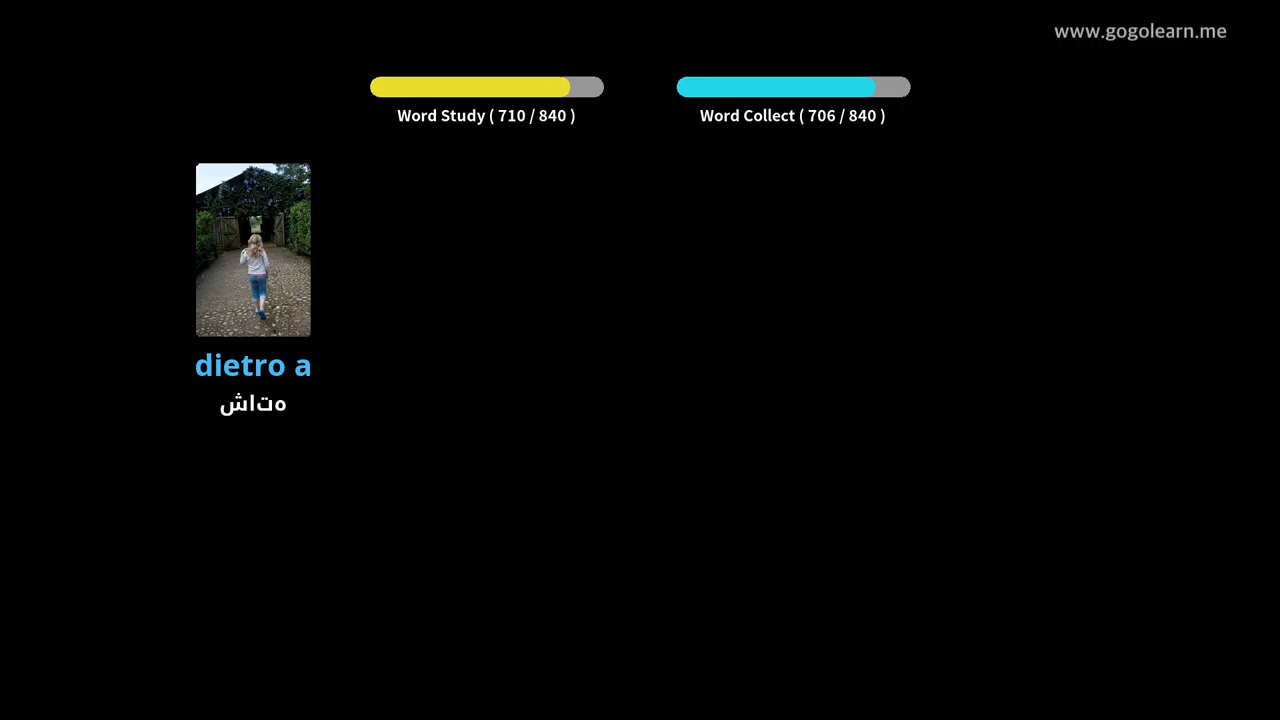 www.gogolearn.me
Word Study ( 710 / 840 )
Word Collect ( 706 / 840 )
dietro a
هتاش